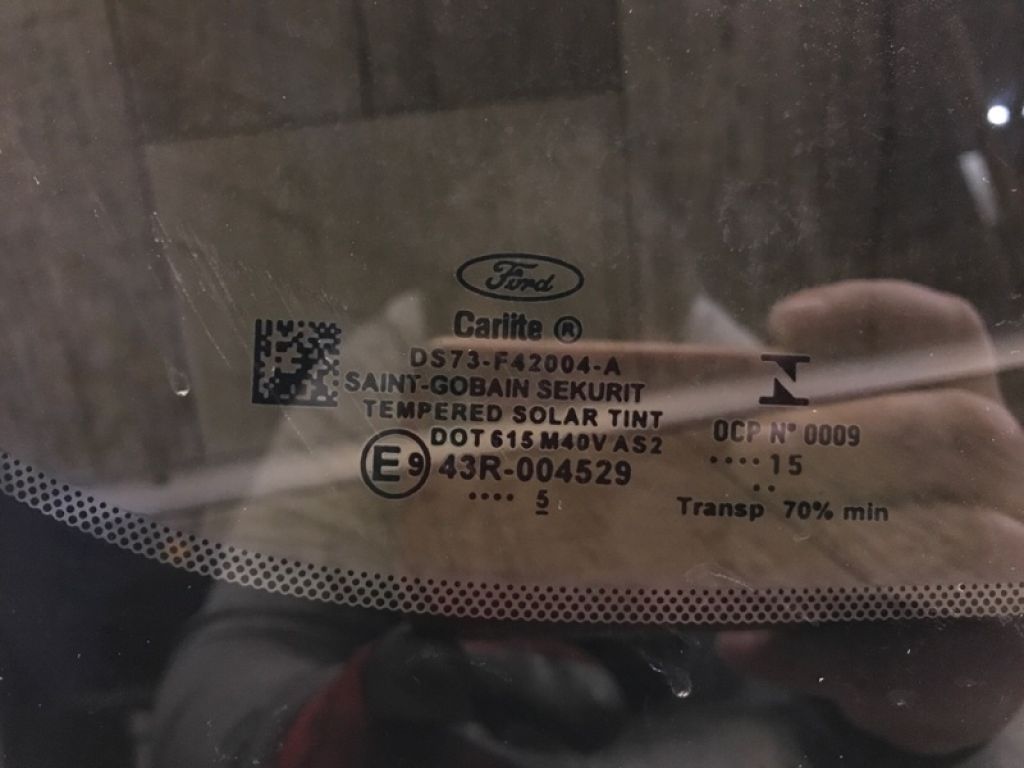 Ford
Carlite ®
DS73-F42004-A
SAINT-GOBAIN SEKURIT
TEMPERED SOLAR TINT
DOT 615 M40V AS2
E9 43R-004529
.... 5
OCP N° 0009
.... 15
..
Transp 70% min